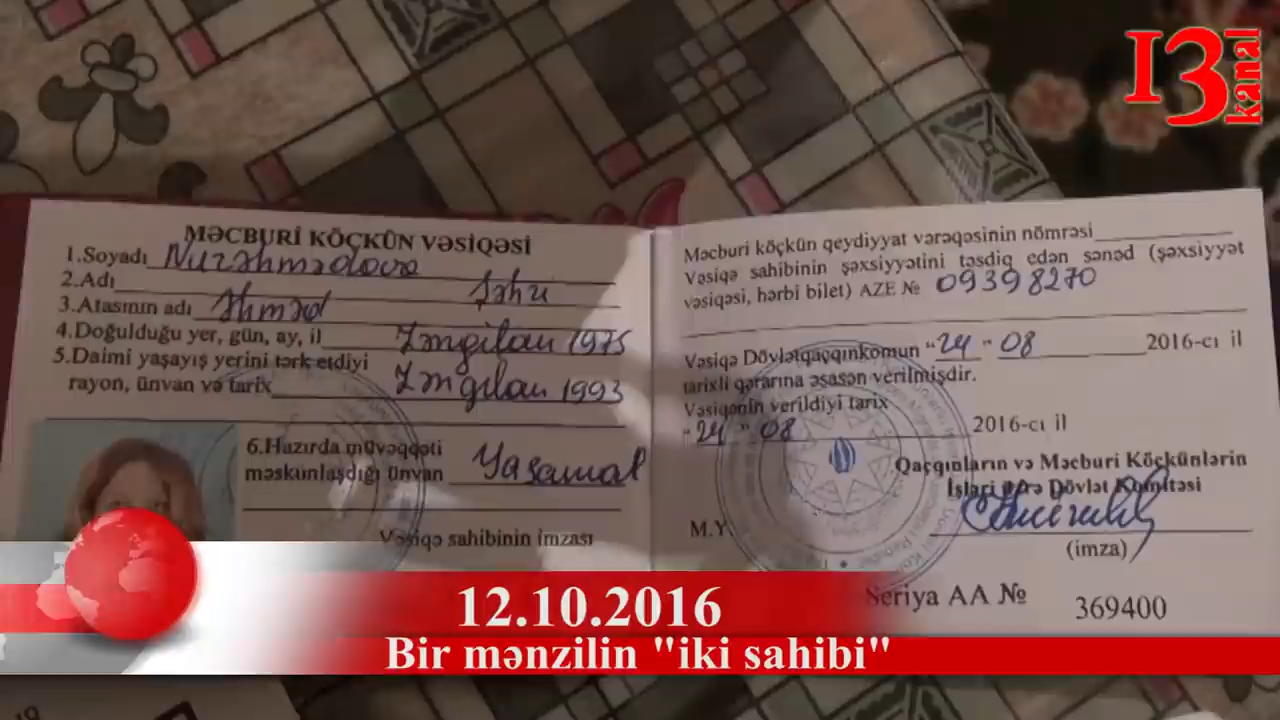 13 kanal
MƏCBURİ KÖÇKÜN VƏSİQƏSİ
1.Soyadı Nurəhmədova
2.Adı Şəhri
3.Atasının adı Əhməd
4.Doğulduğu yer, gün, ay, il Zəngilan 1975
5.Daimi yaşayış yerini tərk etdiyi
rayon, ünvan və tarix Zəngilan 1993
6.Hazırda müvəqqəti
məskunlaşdığı ünvan Yasamal
Vəsiqə sahibinin imzası
Məcburi köçkün qeydiyyat vərəqəsinin nömrəsi
Vəsiqə sahibinin şəxsiyyətini təsdiq edən sənəd (şəxsiyyət
vəsiqəsi, hərbi bilet) AZE № 09398270
Vəsiqə Dövlətqaçqınkomun "24" 08 2016-cı il
tarixli qərarına əsasən verilmişdir.
Vəsiqənin verildiyi tarix
"24" 08 2016-cı il
Qaçqınların və Məcburi Köçkünlərin
İşləri üzrə Dövlət Komitəsi
M.Y.
(imza)
Seriya AA № 369400
12.10.2016
Bir mənzilin "iki sahibi"